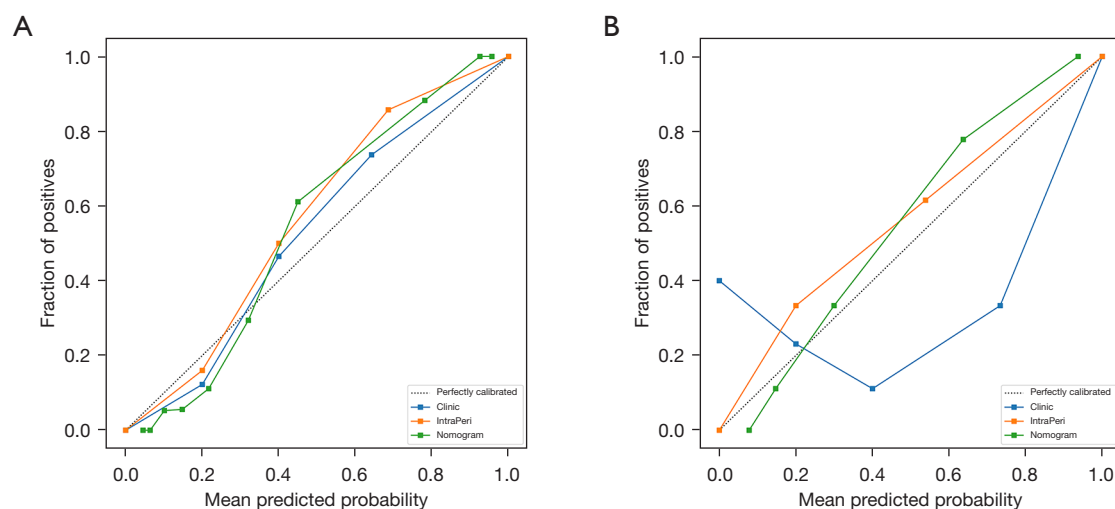 A
1.0
0.8
0.6
0.4
0.2
0.0
Fraction of positives
0.0 0.2 0.4 0.6 0.8 1.0
Mean predicted probability
Perfectly calibrated
Clinic
IntraPeri
Nomogram
B
1.0
0.8
0.6
0.4
0.2
0.0
Fraction of positives
0.0 0.2 0.4 0.6 0.8 1.0
Mean predicted probability
Perfectly calibrated
Clinic
IntraPeri
Nomogram